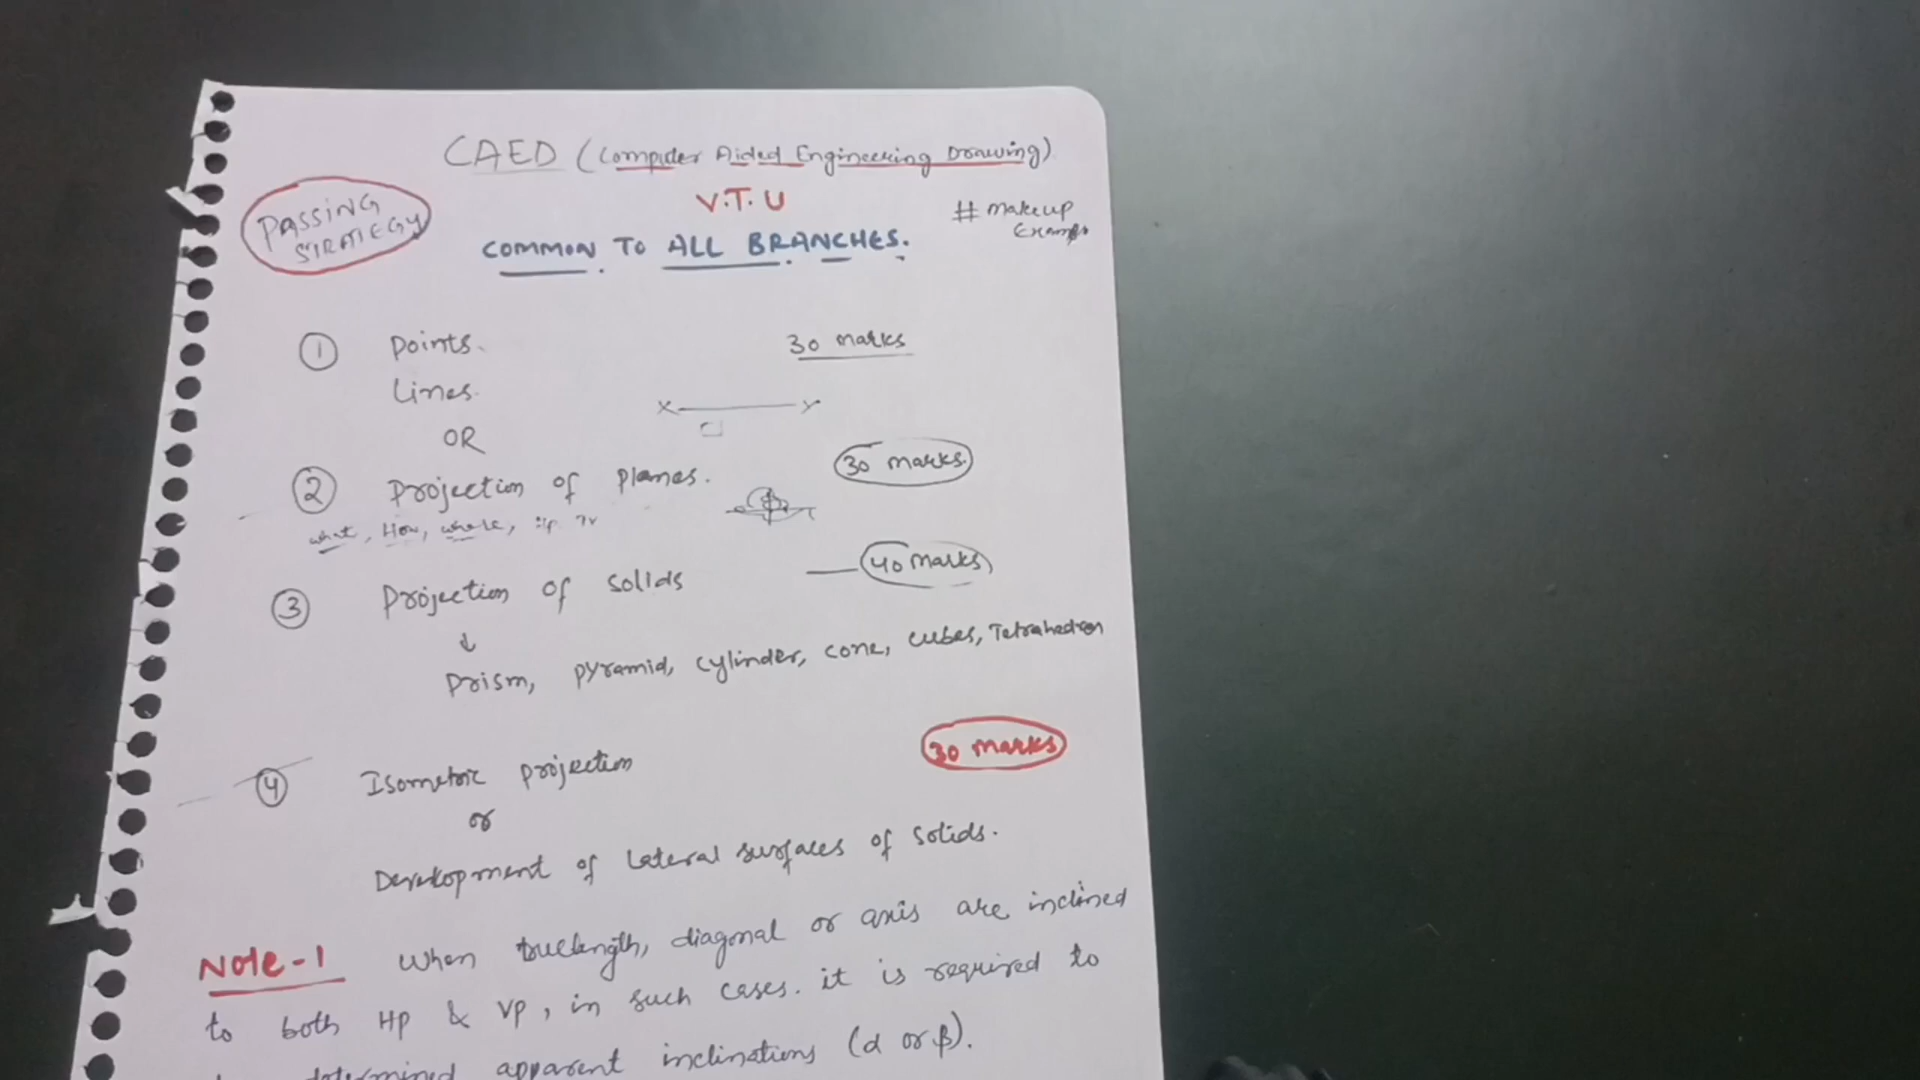 CAED (Computer Aided Engineering Drawing)
V.T.U
PASSING
STRATEGY
# makeup
Exams
COMMON TO ALL BRANCHES.
1 Points. 30 marks
Lines.
X Y
OR
2 Projection of planes. 30 marks
what, How, where,
3 Projection of solids 40 marks
Prism, pyramid, cylinder, cone, cubes, Tetrahedron
4 Isometric projection 30 marks
or
Development of Lateral surfaces of Solids.
Note-1 When truelength, diagonal or axis are inclined
to both Hp & Vp, in such cases. it is required to
determined apparent inclinations (α or β).